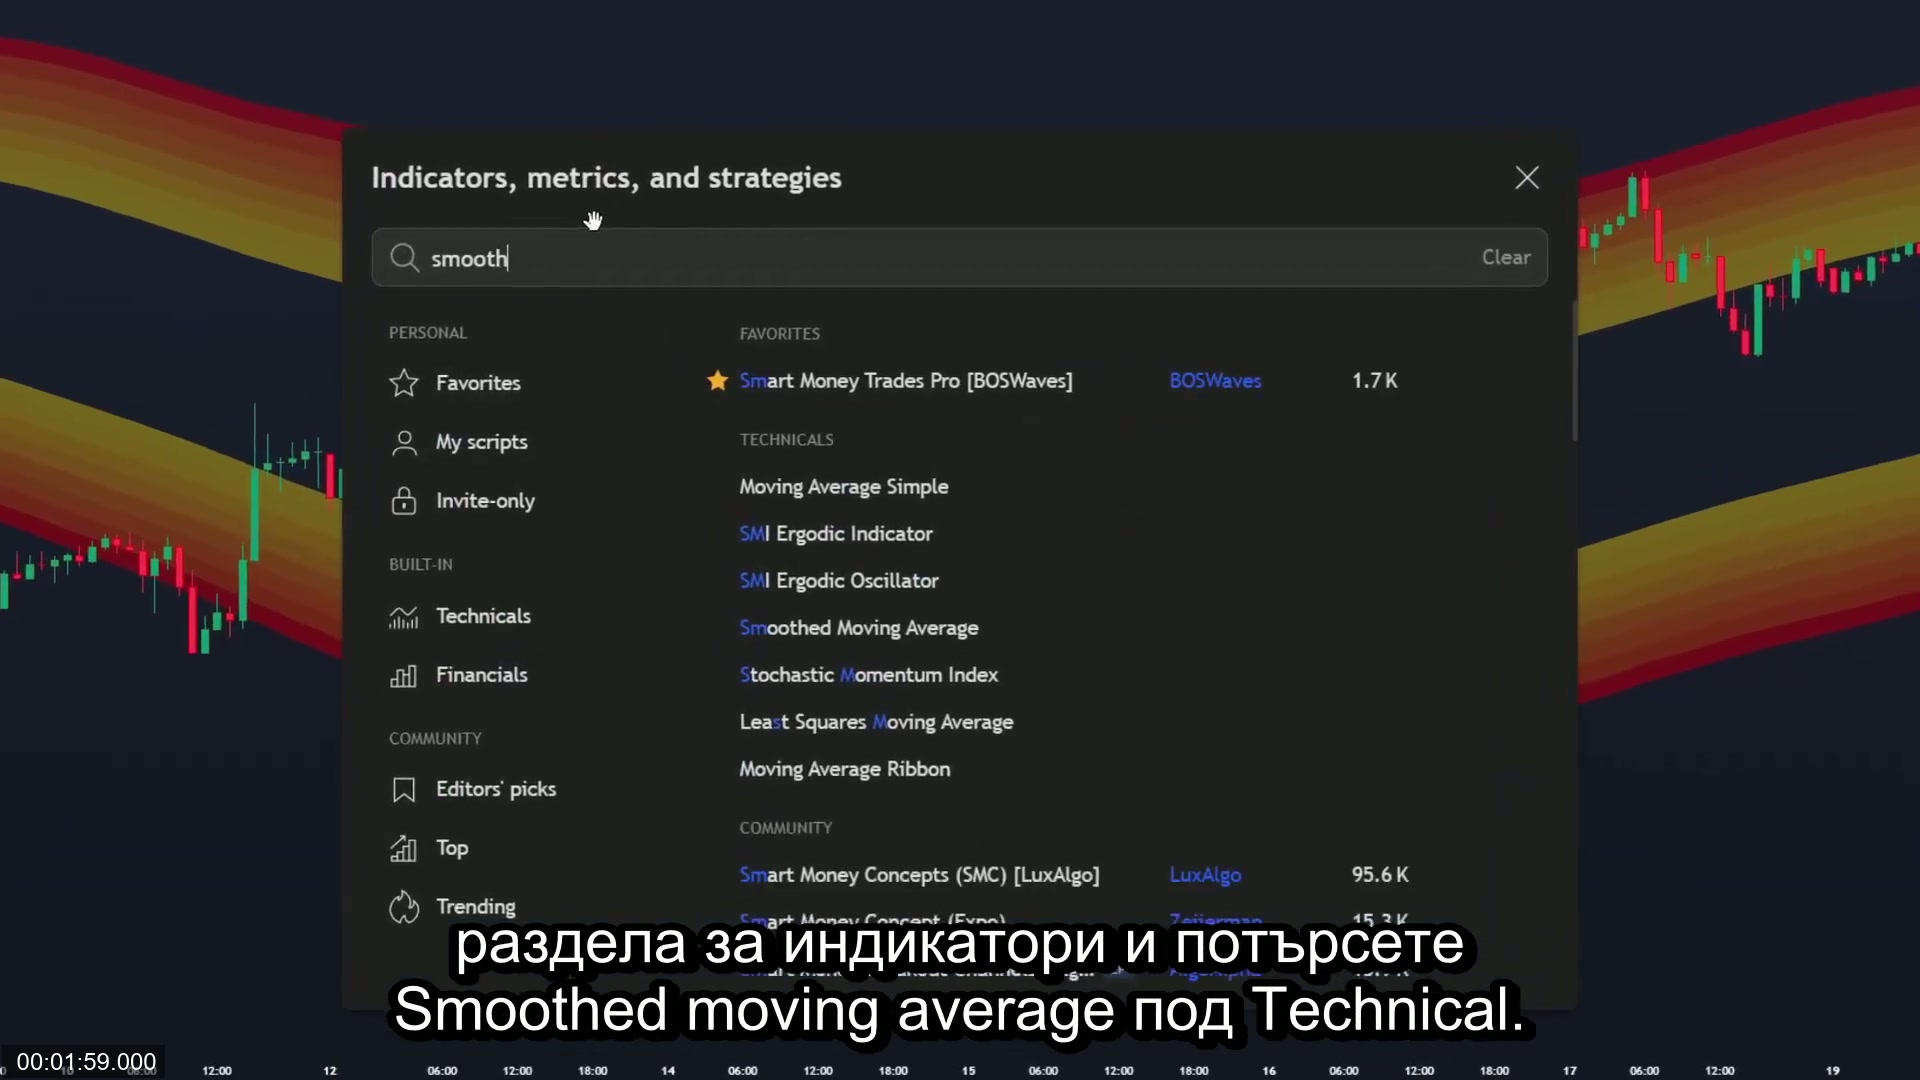 Indicators, metrics, and strategies
smooth
Clear
PERSONAL
Favorites
My scripts
Invite-only
BUILT-IN
Technicals
Financials
COMMUNITY
Editors' picks
Top
Trending
FAVORITES
Smart Money Trades Pro [BOSWaves] BOSWaves 1.7 K
TECHNICALS
Moving Average Simple
SMI Ergodic Indicator
SMI Ergodic Oscillator
Smoothed Moving Average
Stochastic Momentum Index
Least Squares Moving Average
Moving Average Ribbon
COMMUNITY
Smart Money Concepts (SMC) [LuxAlgo] LuxAlgo 95.6 K
Smart Money Concept (Expo) Zeiierman 15.3 K
раздела за индикатори и потърсете
Smoothed moving average под Technical.
00:01:59.000
12:00 12 06:00 12:00 18:00 14 06:00 12:00 18:00 15 06:00 12:00 18:00 16 06:00 12:00 18:00 17 06:00 12:00 19